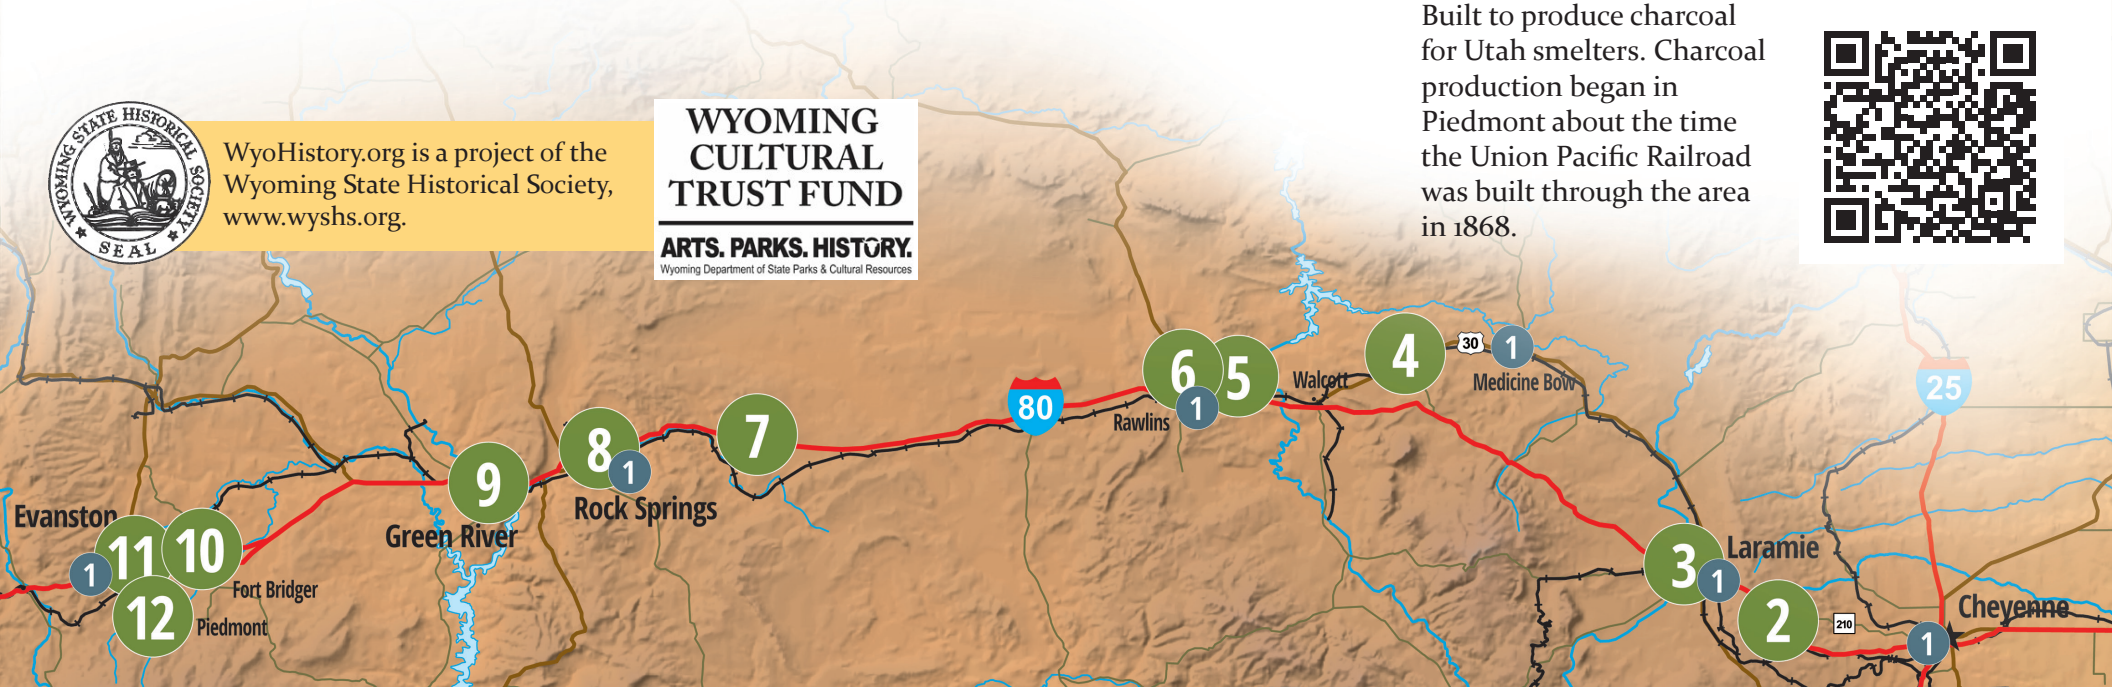 Built to produce charcoal
for Utah smelters. Charcoal
production began in
Piedmont about the time
the Union Pacific Railroad
was built through the area
in 1868.
WYOMING STATE HISTORICAL SOCIETY
SEAL
WyoHistory.org is a project of the
Wyoming State Historical Society,
www.wyshs.org.
WYOMING
CULTURAL
TRUST FUND
ARTS. PARKS. HISTORY.
Wyoming Department of State Parks & Cultural Resources
4
30
1
Medicine Bow
6
5
1
Walcott
Rawlins
80
25
7
8
1
Rock Springs
9
Green River
Evanston
11
10
1
Fort Bridger
12
Piedmont
3
Laramie
1
2
210
Cheyenne
1